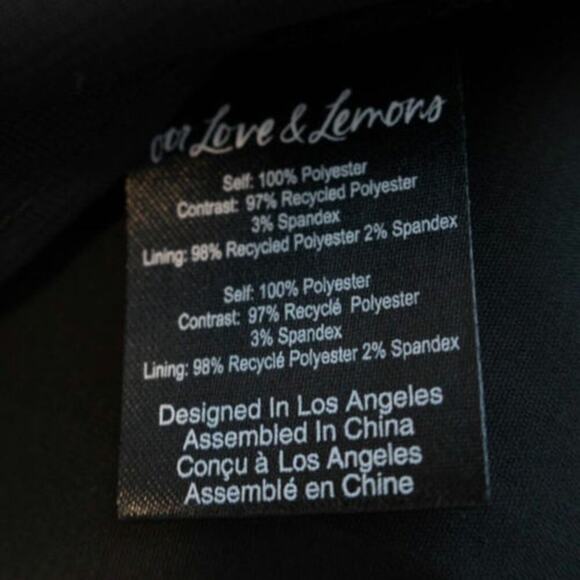 Love & Lemons
Self: 100% Polyester
Contrast: 97% Recycled Polyester
3% Spandex
Lining: 98% Recycled Polyester 2% Spandex
Self: 100% Polyester
Contrast: 97% Recyclé Polyester
3% Spandex
Lining: 98% Recyclé Polyester 2% Spandex
Designed In Los Angeles
Assembled In China
Conçu à Los Angeles
Assemblé en Chine